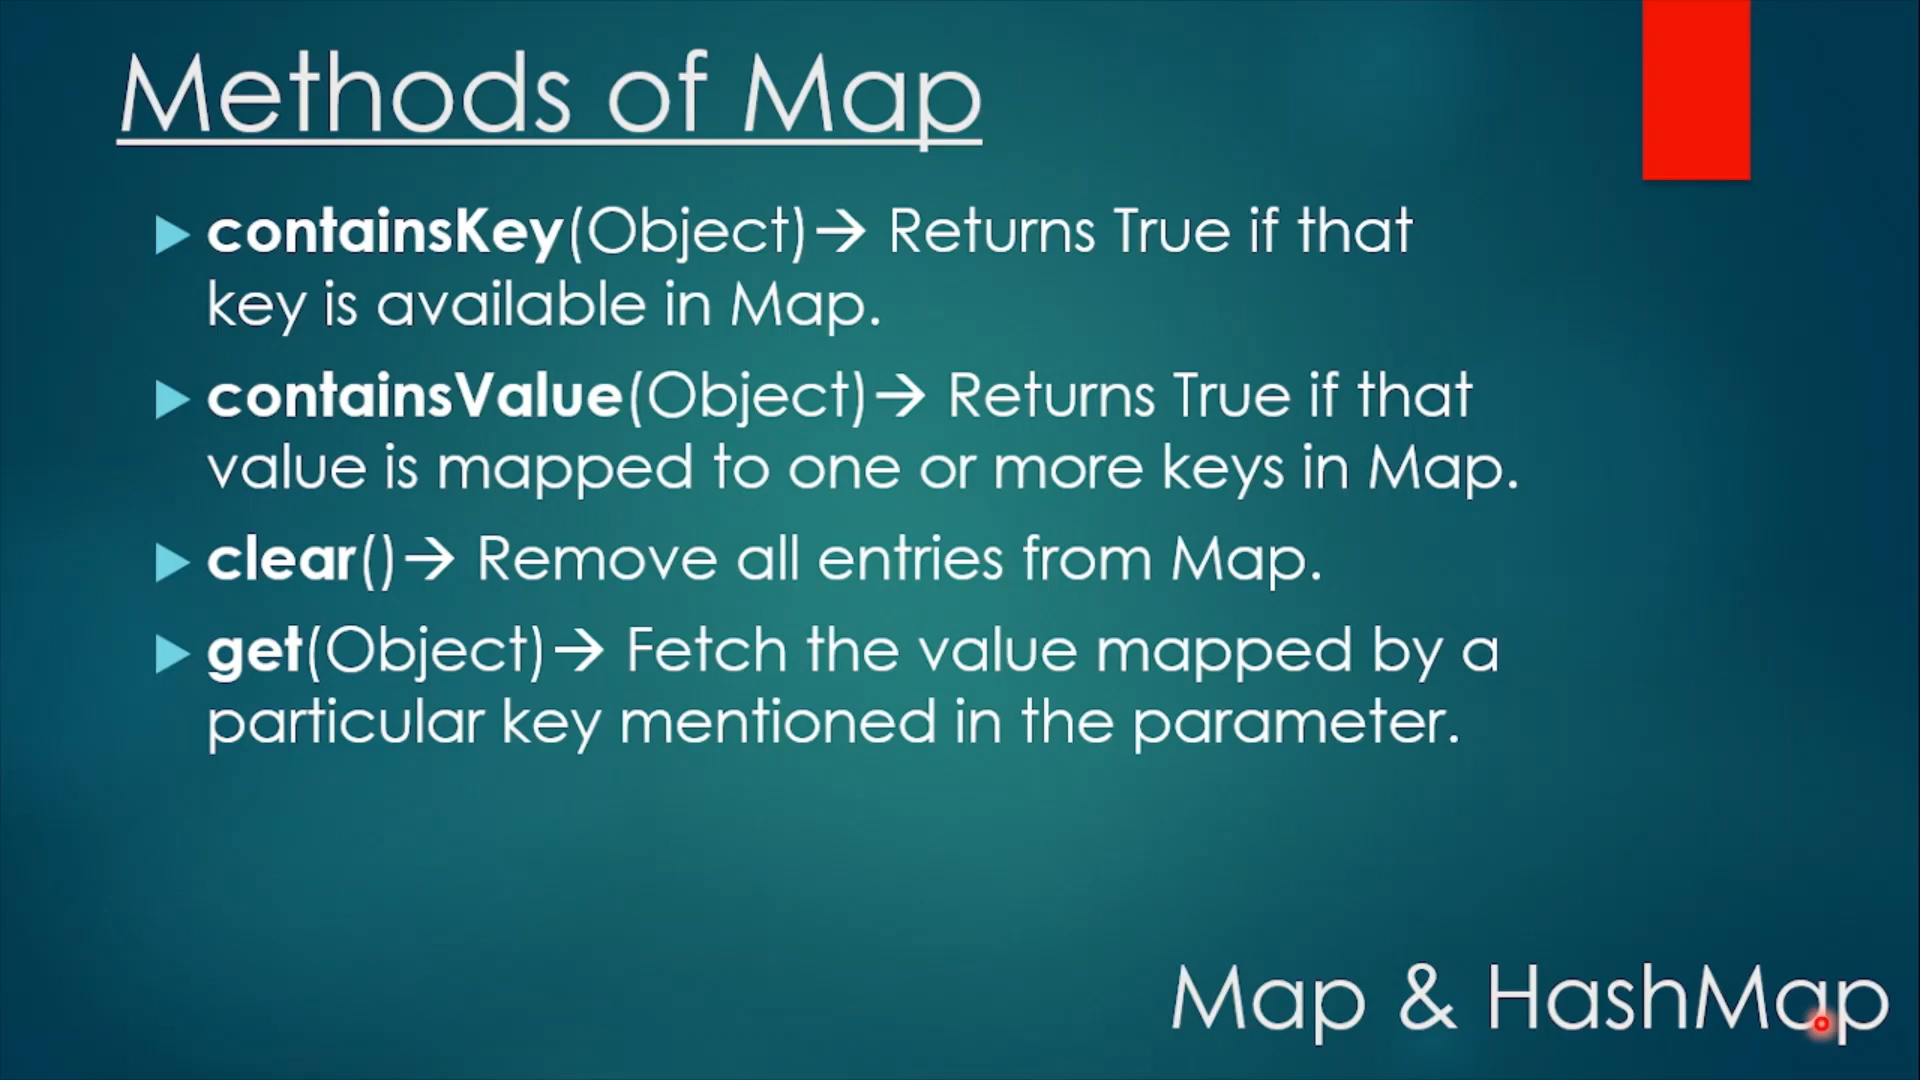 Methods of Map
containsKey(Object)→ Returns True if that
key is available in Map.
containsValue(Object)→ Returns True if that
value is mapped to one or more keys in Map.
clear()→ Remove all entries from Map.
get(Object)→ Fetch the value mapped by a
particular key mentioned in the parameter.
Map & HashMap